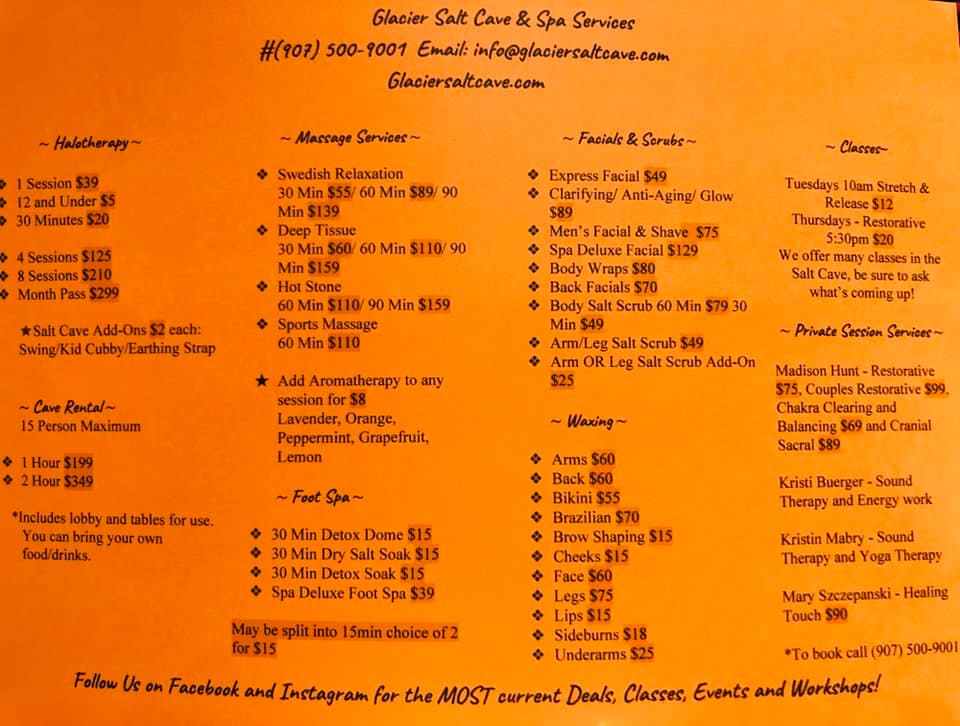 Glacier Salt Cave & Spa Services
#(907) 500-9001 Email: info@glaciersaltcave.com
Glaciersaltcave.com
~ Halotherapy ~
❖ 1 Session $39
❖ 12 and Under $5
❖ 30 Minutes $20
❖ 4 Sessions $125
❖ 8 Sessions $210
❖ Month Pass $299
★Salt Cave Add-Ons $2 each:
Swing/Kid Cubby/Earthing Strap
~ Cave Rental ~
15 Person Maximum
❖ 1 Hour $199
❖ 2 Hour $349
*Includes lobby and tables for use.
You can bring your own
food/drinks.
~ Massage Services ~
❖ Swedish Relaxation
30 Min $55/ 60 Min $89/ 90
Min $139
❖ Deep Tissue
30 Min $60/ 60 Min $110/ 90
Min $159
❖ Hot Stone
60 Min $110/ 90 Min $159
❖ Sports Massage
60 Min $110
★ Add Aromatherapy to any
session for $8
Lavender, Orange,
Peppermint, Grapefruit,
Lemon
~ Foot Spa ~
❖ 30 Min Detox Dome $15
❖ 30 Min Dry Salt Soak $15
❖ 30 Min Detox Soak $15
❖ Spa Deluxe Foot Spa $39
May be split into 15min choice of 2
for $15
~ Facials & Scrubs ~
❖ Express Facial $49
❖ Clarifying/ Anti-Aging/ Glow
$89
❖ Men's Facial & Shave $75
❖ Spa Deluxe Facial $129
❖ Body Wraps $80
❖ Back Facials $70
❖ Body Salt Scrub 60 Min $79 30
Min $49
❖ Arm/Leg Salt Scrub $49
❖ Arm OR Leg Salt Scrub Add-On
$25
~ Waxing ~
❖ Arms $60
❖ Back $60
❖ Bikini $55
❖ Brazilian $70
❖ Brow Shaping $15
❖ Cheeks $15
❖ Face $60
❖ Legs $75
❖ Lips $15
❖ Sideburns $18
❖ Underarms $25
~ Classes~
Tuesdays 10am Stretch &
Release $12
Thursdays - Restorative
5:30pm $20
We offer many classes in the
Salt Cave, be sure to ask
what's coming up!
~ Private Session Services ~
Madison Hunt - Restorative
$75, Couples Restorative $99,
Chakra Clearing and
Balancing $69 and Cranial
Sacral $89
Kristi Buerger - Sound
Therapy and Energy work
Kristin Mabry - Sound
Therapy and Yoga Therapy
Mary Szczepanski - Healing
Touch $90
*To book call (907) 500-9001
Follow Us on Facebook and Instagram for the MOST current Deals, Classes, Events and Workshops!